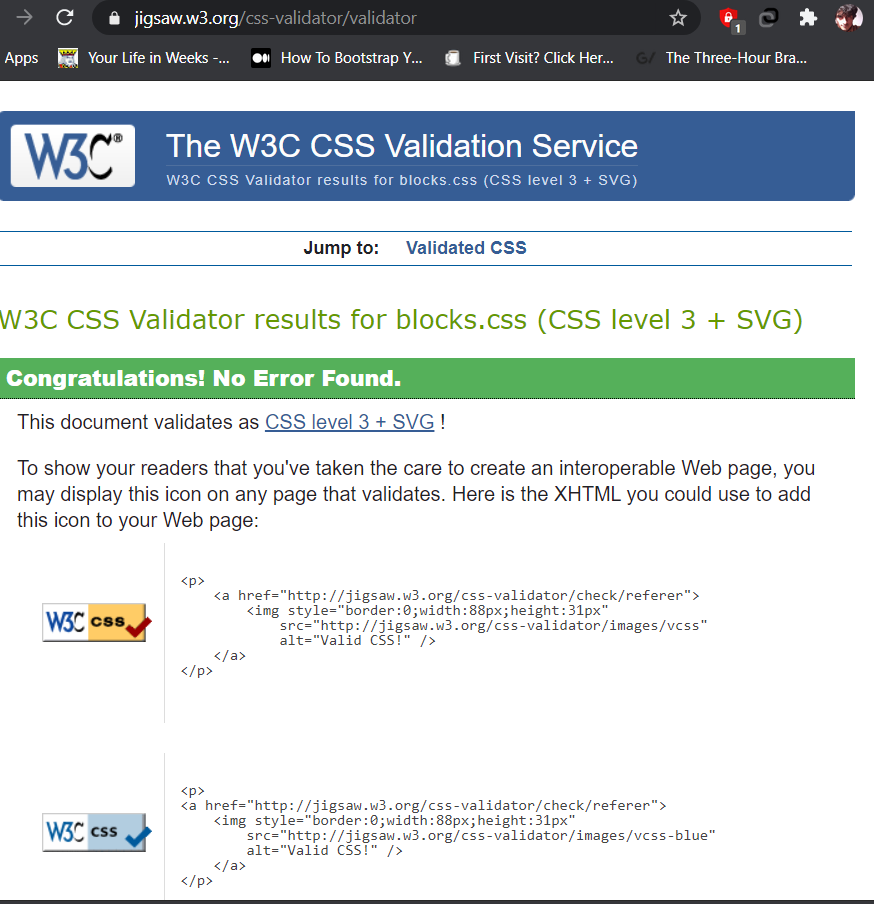 jigsaw.w3.org/css-validator/validator
1
Apps Your Life in Weeks -... How To Bootstrap Y... First Visit? Click Her... G/ The Three-Hour Bra...
W3C® The W3C CSS Validation Service
W3C CSS Validator results for blocks.css (CSS level 3 + SVG)
Jump to: Validated CSS
W3C CSS Validator results for blocks.css (CSS level 3 + SVG)
Congratulations! No Error Found.
This document validates as CSS level 3 + SVG !
To show your readers that you've taken the care to create an interoperable Web page, you
may display this icon on any page that validates. Here is the XHTML you could use to add
this icon to your Web page:
W3C css
<p>
<a href="http://jigsaw.w3.org/css-validator/check/referer">
<img style="border:0;width:88px;height:31px"
src="http://jigsaw.w3.org/css-validator/images/vcss"
alt="Valid CSS!" />
</a>
</p>
W3C css
<p>
<a href="http://jigsaw.w3.org/css-validator/check/referer">
<img style="border:0;width:88px;height:31px"
src="http://jigsaw.w3.org/css-validator/images/vcss-blue"
alt="Valid CSS!" />
</a>
</p>